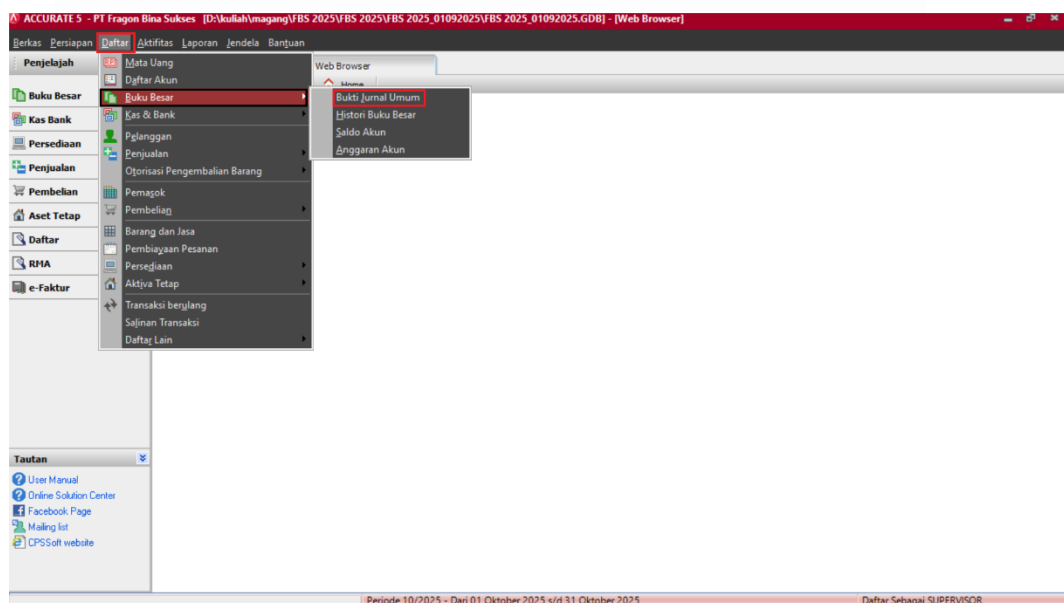 ACCURATE 5 - PT Fragon Bina Sukses [D:\kuliah\magang\FBS 2025\FBS 2025\FBS 2025_01092025\FBS 2025_01092025.GDB] - [Web Browser]
Berkas Persiapan Daftar Aktifitas Laporan Jendela Bantuan
Penjelajah
Buku Besar
Kas Bank
Persediaan
Penjualan
Pembelian
Aset Tetap
Daftar
RMA
e-Faktur
Mata Uang
Daftar Akun
Buku Besar
Kas & Bank
Pelanggan
Penjualan
Otorisasi Pengembalian Barang
Pemasok
Pembelian
Barang dan Jasa
Pembiayaan Pesanan
Persediaan
Aktiva Tetap
Transaksi berulang
Salinan Transaksi
Daftar Lain
Web Browser
Home
Bukti Jurnal Umum
Histori Buku Besar
Saldo Akun
Anggaran Akun
Tautan
User Manual
Online Solution Center
Facebook Page
Mailing list
CPSSoft website
Periode 10/2025 - Dari 01 Oktober 2025 s/d 31 Oktober 2025
Daftar Sebagai SUPERVISOR